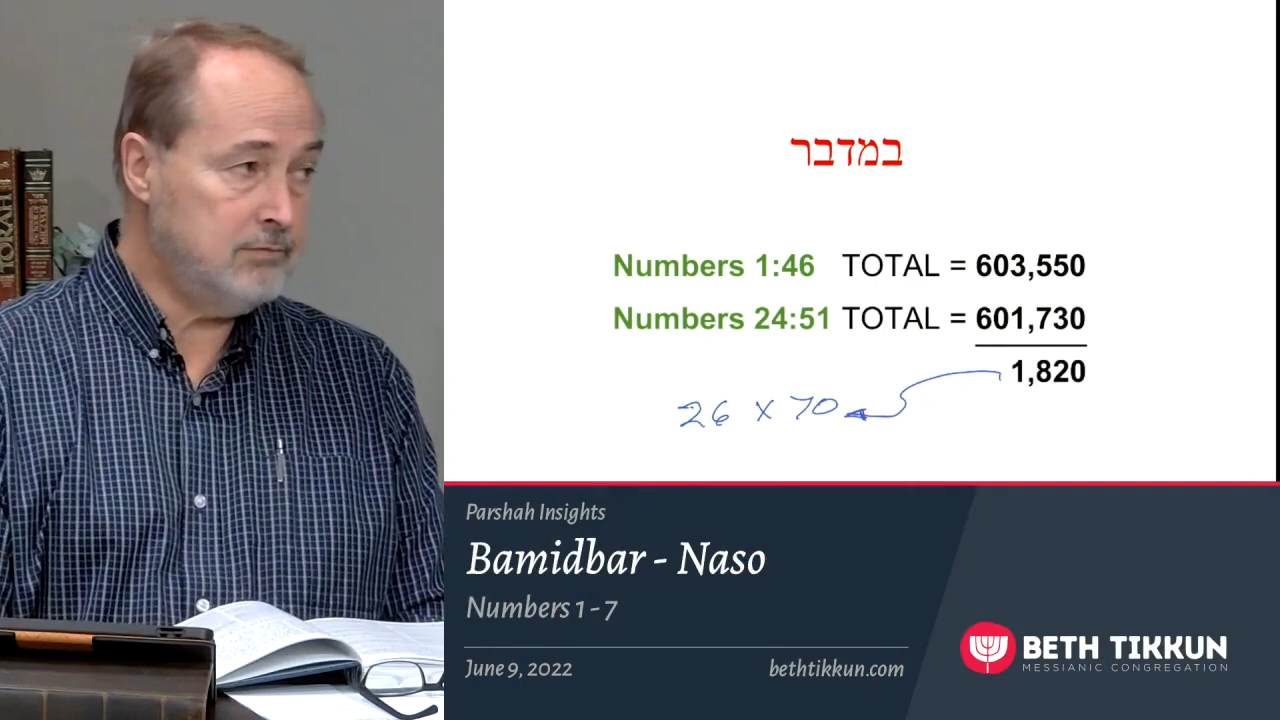 TORAH
במדבר
Numbers 1:46 TOTAL = 603,550
Numbers 24:51 TOTAL = 601,730
1,820
26 x 70
Parshah Insights
Bamidbar - Naso
Numbers 1 - 7
June 9, 2022
bethtikkun.com
BETH TIKKUN
MESSIANIC CONGREGATION